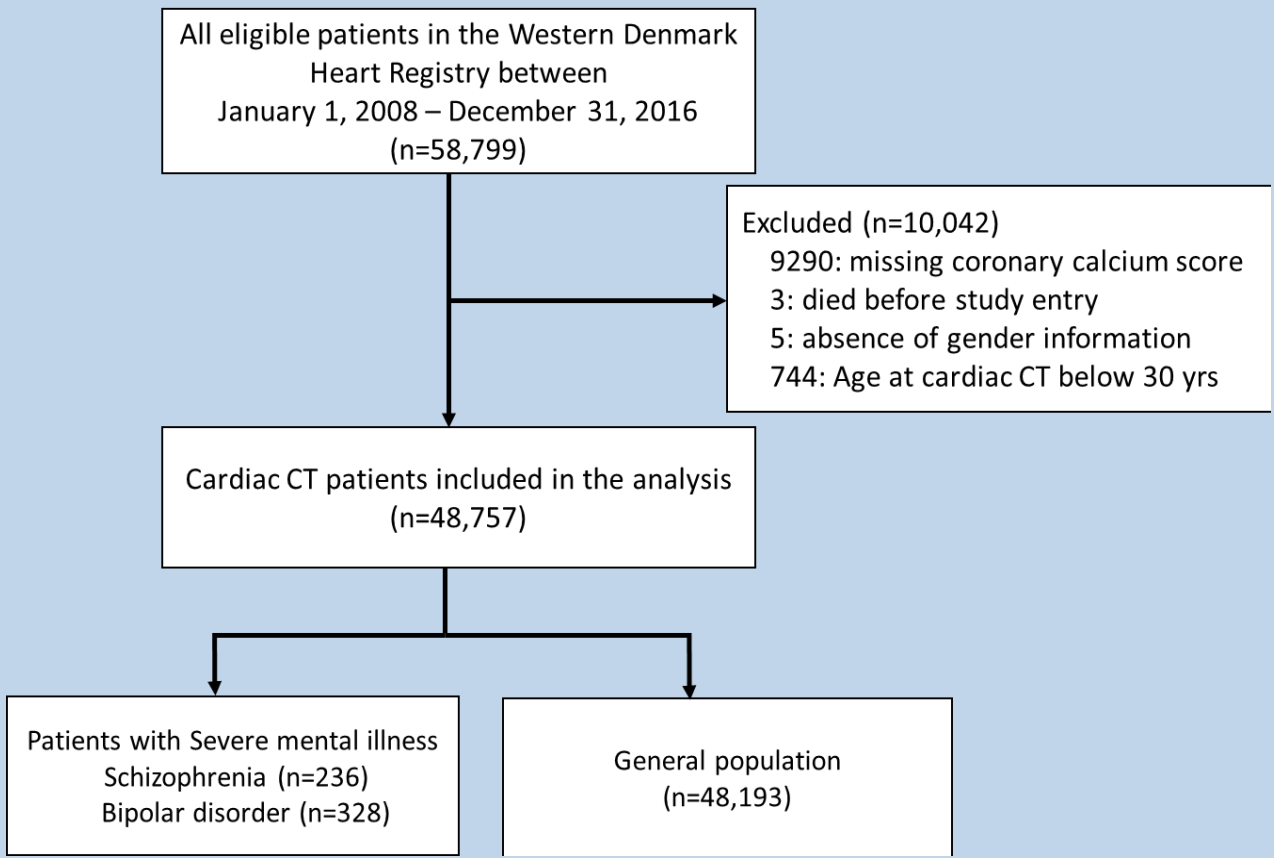 All eligible patients in the Western Denmark
Heart Registry between
January 1, 2008 – December 31, 2016
(n=58,799)
Excluded (n=10,042)
9290: missing coronary calcium score
3: died before study entry
5: absence of gender information
744: Age at cardiac CT below 30 yrs
Cardiac CT patients included in the analysis
(n=48,757)
Patients with Severe mental illness
Schizophrenia (n=236)
Bipolar disorder (n=328)
General population
(n=48,193)